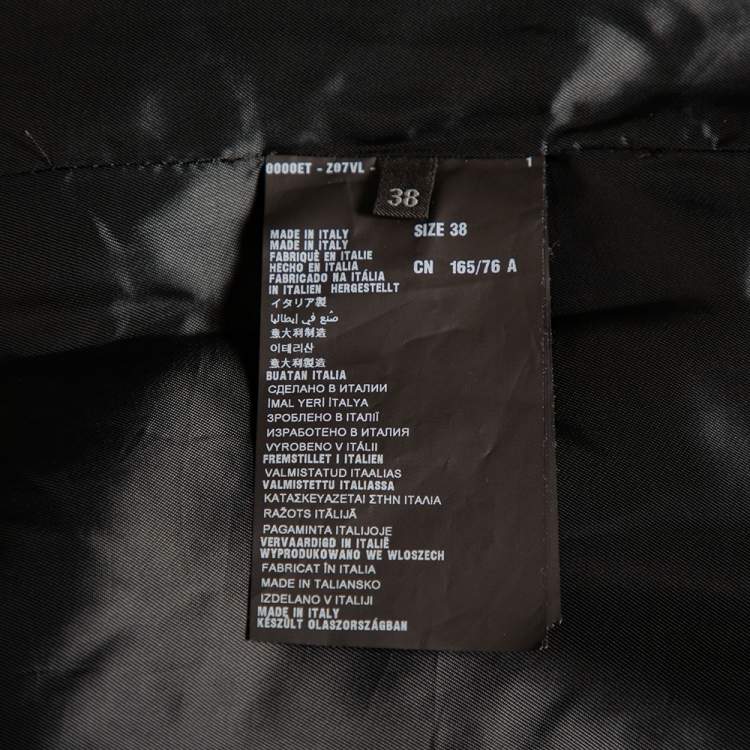 0000ET - Z07VL - 1
38
MADE IN ITALY SIZE 38
MADE IN ITALY
FABRIQUÈ EN ITALIE
HECHO EN ITALIA CN 165/76 A
FABRICADO NA ITÁLIA
IN ITALIEN HERGESTELLT
イタリア製
صنع في إيطاليا
意大利制造
이테리산
意大利製造
BUATAN ITALIA
СДЕЛАНО В ИТАЛИИ
İMAL YERİ İTALYA
ЗРОБЛЕНО В ІТАЛІЇ
ИЗРАБОТЕНО В ИТАЛИЯ
VYROBENO V ITÁLII
FREMSTILLET I ITALIEN
VALMISTATUD ITAALIAS
VALMISTETTU ITALIASSA
ΚΑΤΑΣΚΕΥΑΖΕΤΑΙ ΣΤΗΝ ΙΤΑΛΙΑ
RAŽOTS ITĀLIJĀ
PAGAMINTA ITALIJOJE
VERVAARDIGD IN ITALIË
WYPRODUKOWANO WE WLOSZECH
FABRICAT ÎN ITALIA
MADE IN TALIANSKO
IZDELANO V ITALIJI
MADE IN ITALY
KÉSZÜLT OLASZORSZÁGBAN